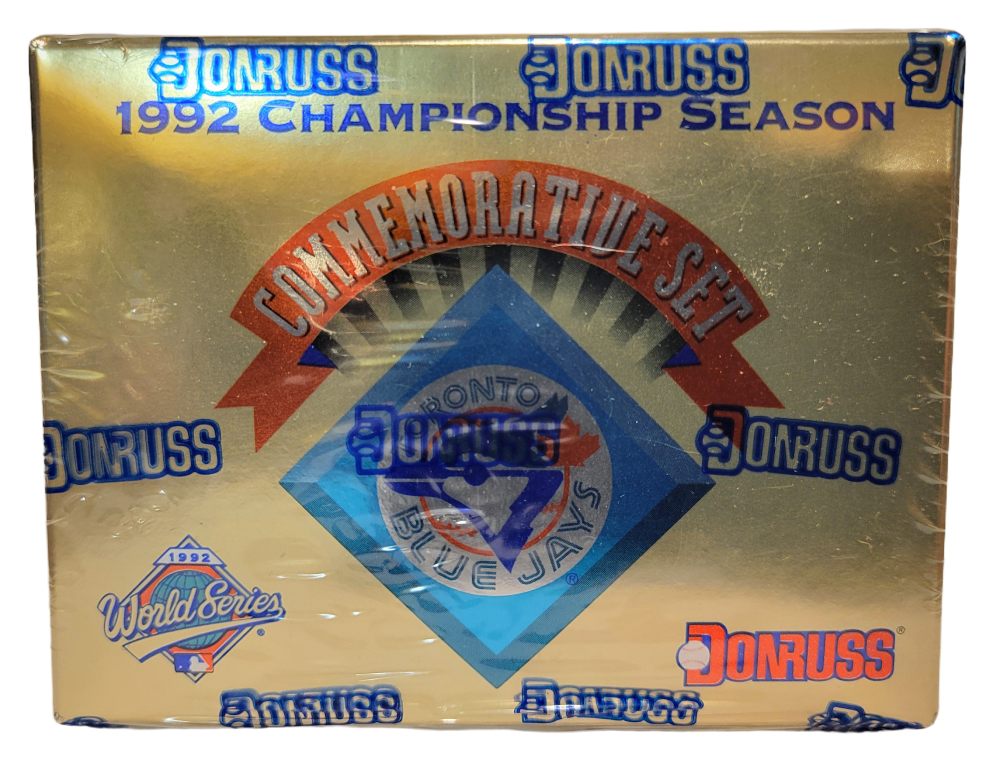 DONRUSS DONRUSS
1992 CHAMPIONSHIP SEASON
COMMEMORATIVE SET
TORONTO
DONRUSS DONRUSS DONRUSS
BLUE JAYS ®
1992
World Series ®
DONRUSS ®
DONRUSS DONRUSS